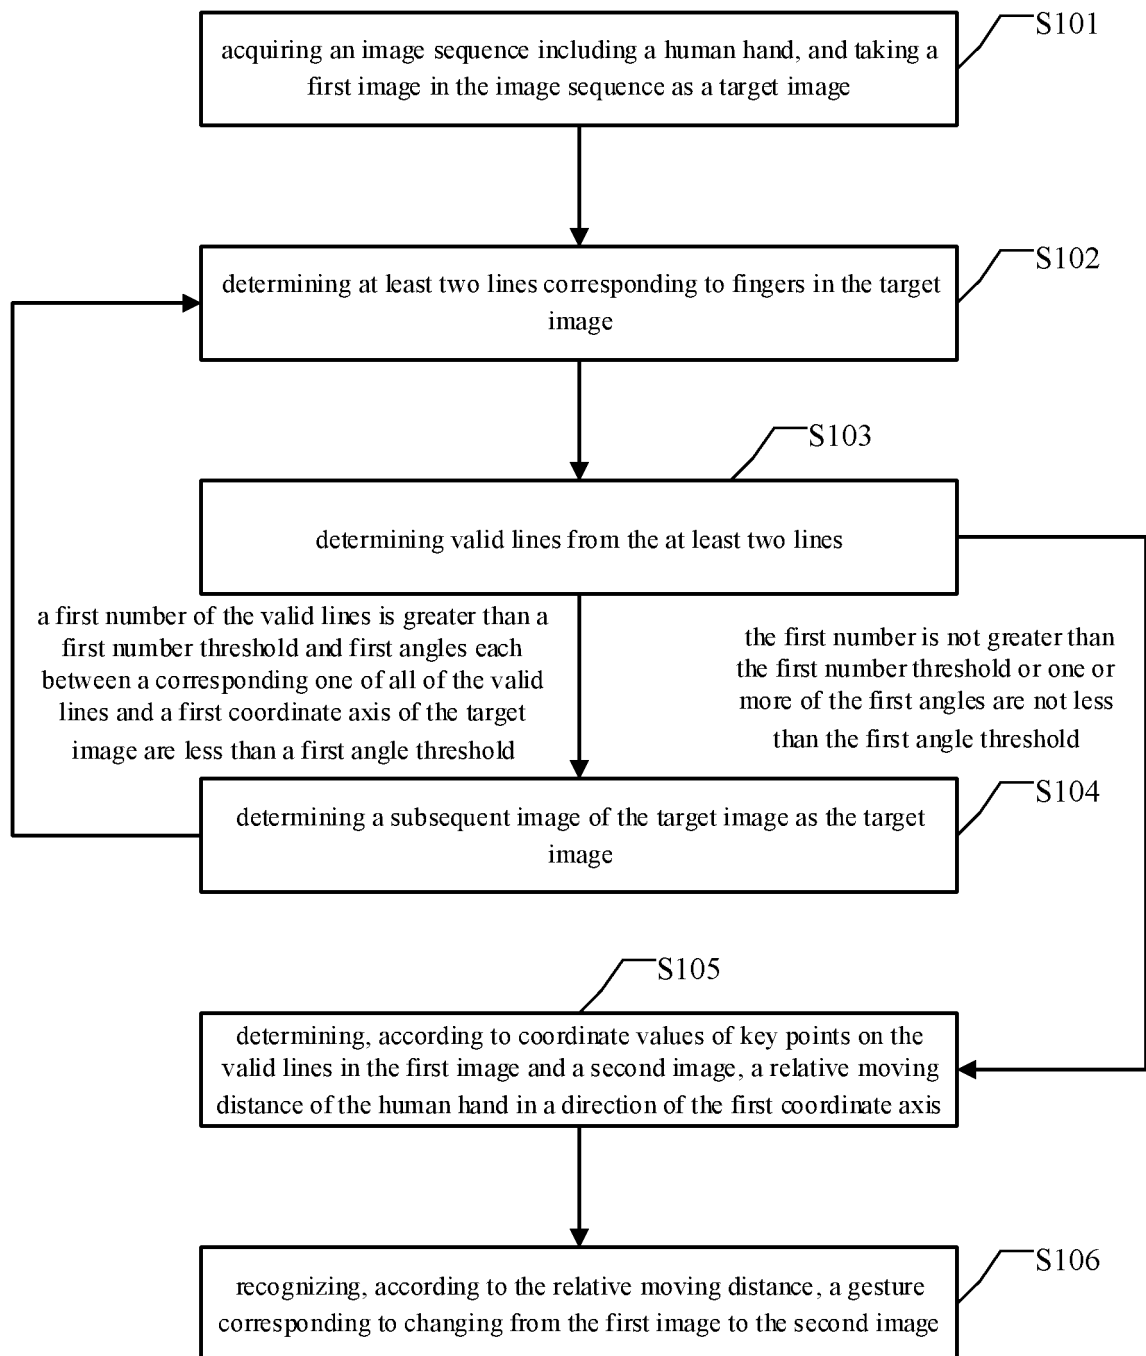 S101
acquiring an image sequence including a human hand, and taking a
first image in the image sequence as a target image
S102
determining at least two lines corresponding to fingers in the target
image
S103
determining valid lines from the at least two lines
a first number of the valid lines is greater than a
first number threshold and first angles each
between a corresponding one of all of the valid
lines and a first coordinate axis of the target
image are less than a first angle threshold
the first number is not greater than
the first number threshold or one or
more of the first angles are not less
than the first angle threshold
S104
determining a subsequent image of the target image as the target
image
S105
determining, according to coordinate values of key points on the
valid lines in the first image and a second image, a relative moving
distance of the human hand in a direction of the first coordinate axis
S106
recognizing, according to the relative moving distance, a gesture
corresponding to changing from the first image to the second image